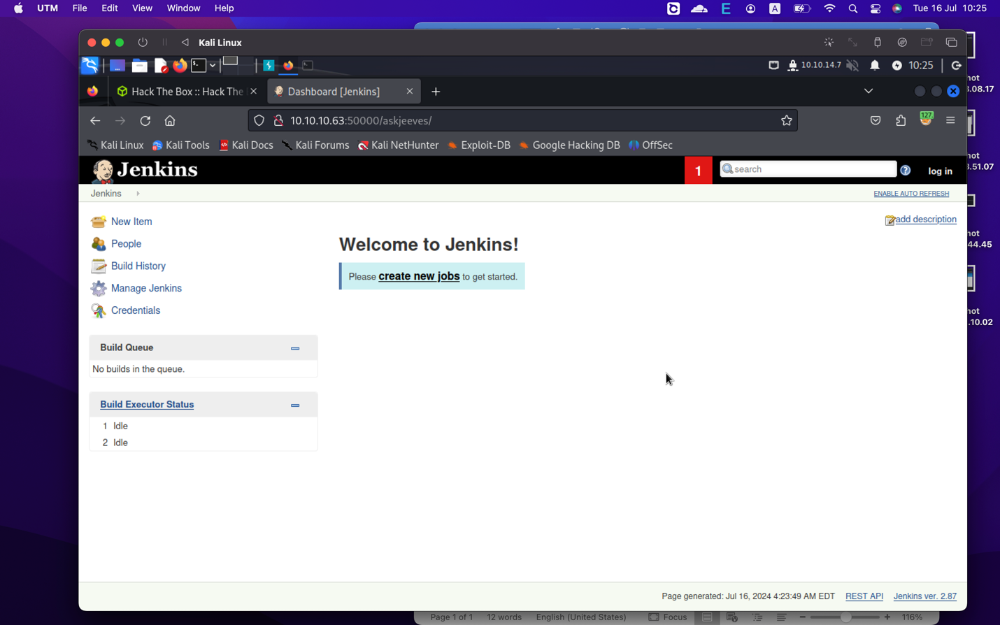 UTM File Edit View Window Help
E A Tue 16 Jul 10:25
Kali Linux
10.10.14.7 10:25
Hack The Box :: Hack The Dashboard [Jenkins]
10.10.10.63:50000/askjeeves/ 127.
Kali Linux Kali Tools Kali Docs Kali Forums Kali NetHunter Exploit-DB Google Hacking DB OffSec
Jenkins 1 search log in
Jenkins ENABLE AUTO REFRESH
New Item add description
People
Build History
Manage Jenkins
Credentials
Welcome to Jenkins!
Please create new jobs to get started.
Build Queue
No builds in the queue.
Build Executor Status
1 Idle
2 Idle
Page generated: Jul 16, 2024 4:23:49 AM EDT REST API Jenkins ver. 2.87
Page 1 of 1 12 words English (United States) Focus 116%
.08.17
.51.07
44.45
.10.02